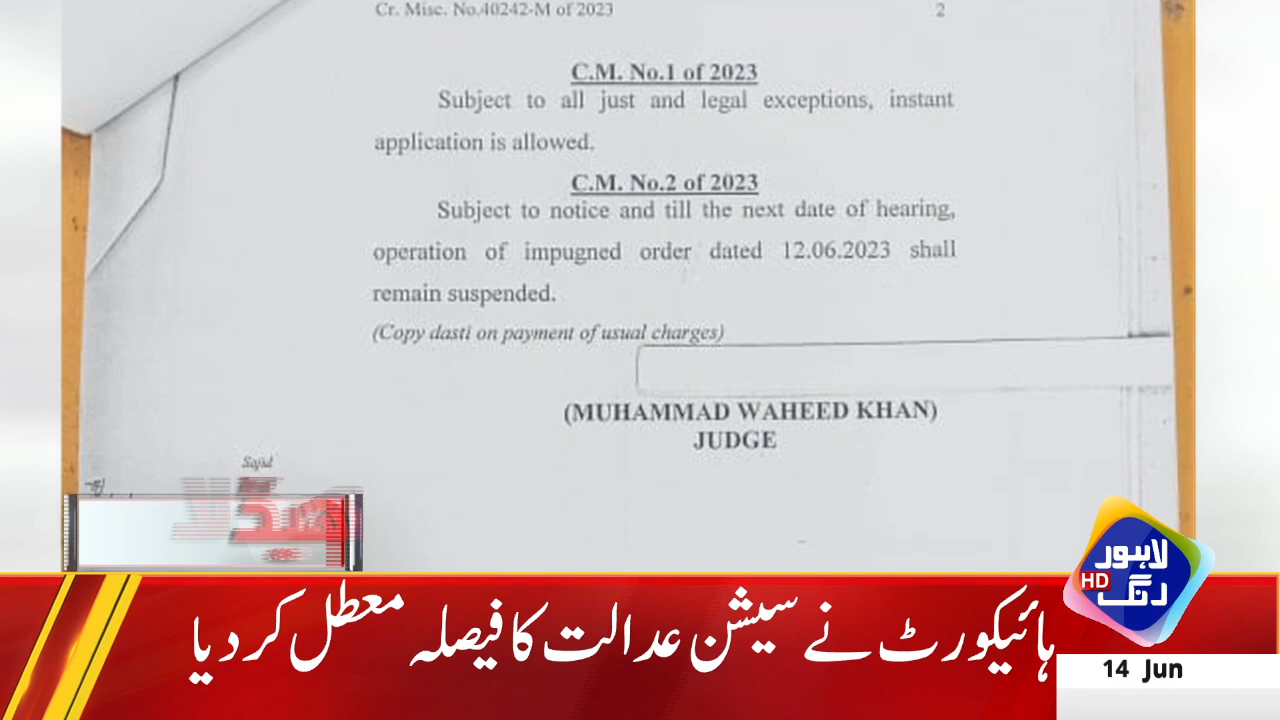 Cr. Misc. No.40242-M of 2023
2
C.M. No.1 of 2023
Subject to all just and legal exceptions, instant
application is allowed.
C.M. No.2 of 2023
Subject to notice and till the next date of hearing,
operation of impugned order dated 12.06.2023 shall
remain suspended.
(Copy dasti on payment of usual charges)
(MUHAMMAD WAHEED KHAN)
JUDGE
Sajid
لاہور
HD
رنگ
ہائیکورٹ نے سیشن عدالت کا فیصلہ معطل کر دیا
14 Jun